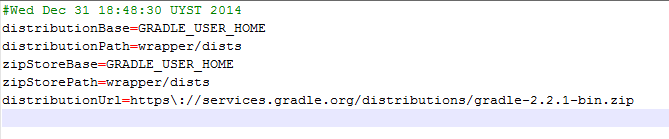 #Wed Dec 31 18:48:30 UYST 2014
distributionBase=GRADLE_USER_HOME
distributionPath=wrapper/dists
zipStoreBase=GRADLE_USER_HOME
zipStorePath=wrapper/dists
distributionUrl=https\://services.gradle.org/distributions/gradle-2.2.1-bin.zip